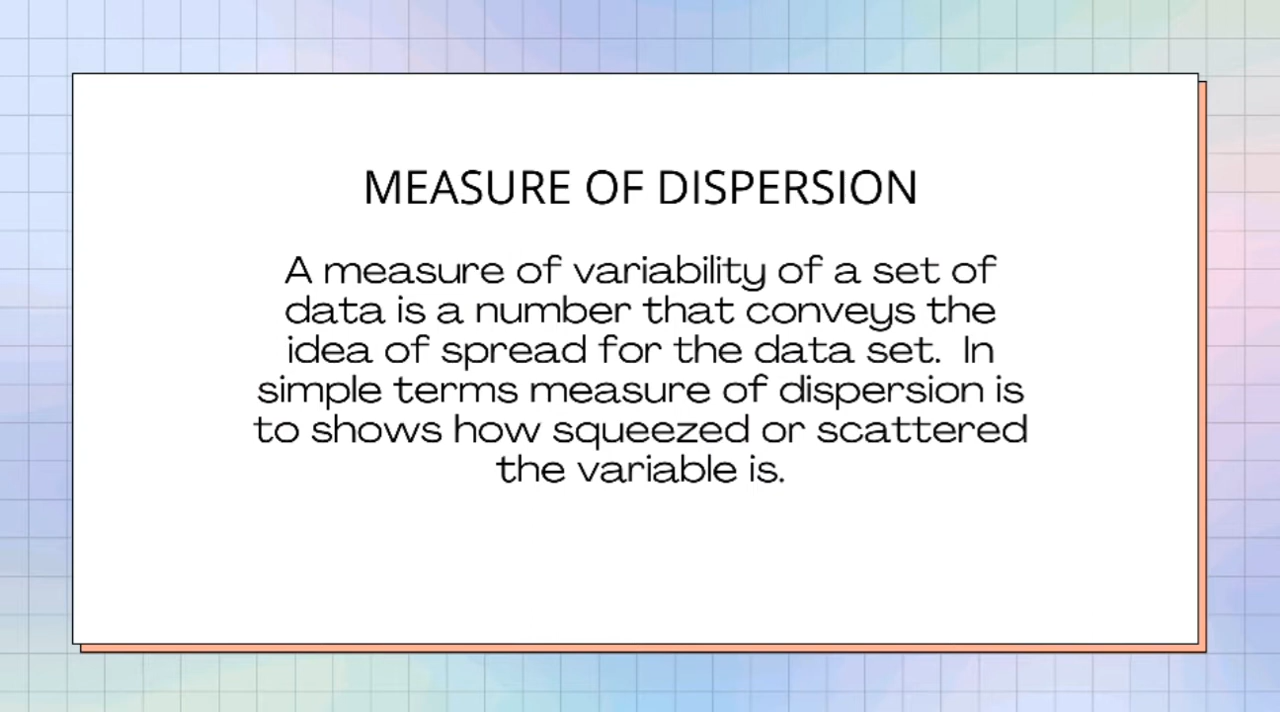 MEASURE OF DISPERSION
A measure of variability of a set of
data is a number that conveys the
idea of spread for the data set.  In
simple terms measure of dispersion is
to shows how squeezed or scattered
the variable is.